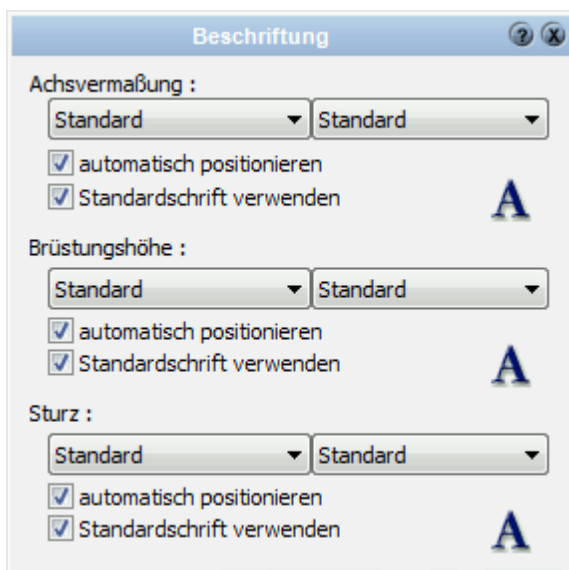 Beschriftung ? X
Achsvermaßung :
Standard Standard
automatisch positionieren
Standardschrift verwenden
A
Brüstungshöhe :
Standard Standard
automatisch positionieren
Standardschrift verwenden
A
Sturz :
Standard Standard
automatisch positionieren
Standardschrift verwenden
A